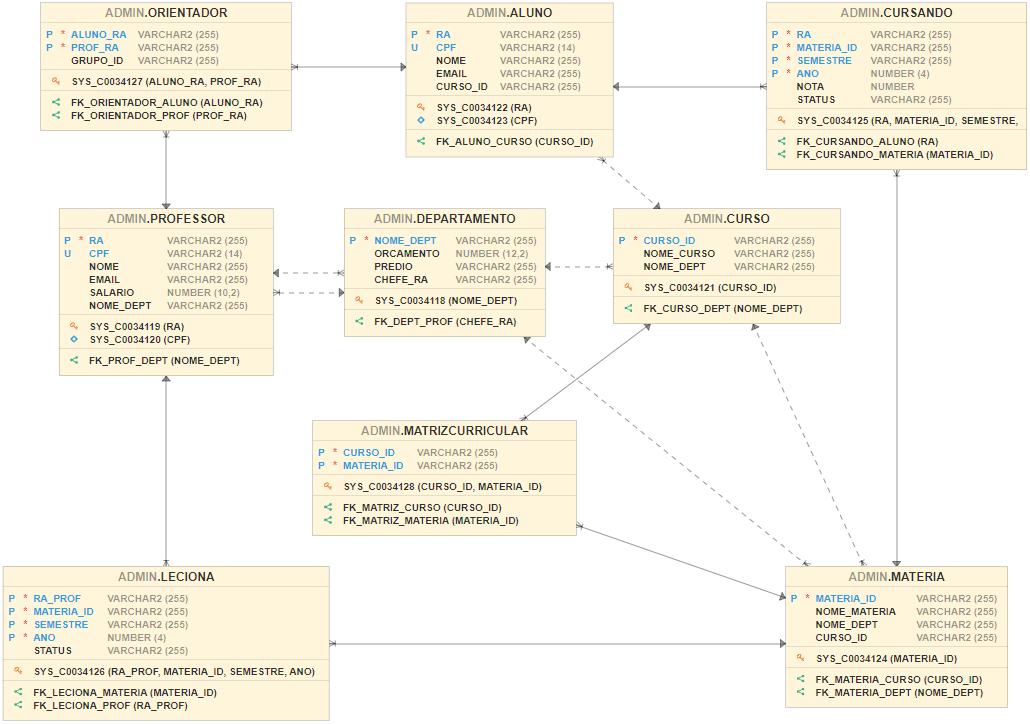 ADMIN.ORIENTADOR
P * ALUNO_RA VARCHAR2 (255)
P * PROF_RA VARCHAR2 (255)
GRUPO_ID VARCHAR2 (255)
SYS_C0034127 (ALUNO_RA, PROF_RA)
FK_ORIENTADOR_ALUNO (ALUNO_RA)
FK_ORIENTADOR_PROF (PROF_RA)
ADMIN.ALUNO
P * RA VARCHAR2 (255)
U CPF VARCHAR2 (14)
NOME VARCHAR2 (255)
EMAIL VARCHAR2 (255)
CURSO_ID VARCHAR2 (255)
SYS_C0034122 (RA)
SYS_C0034123 (CPF)
FK_ALUNO_CURSO (CURSO_ID)
ADMIN.CURSANDO
P * RA VARCHAR2 (255)
P * MATERIA_ID VARCHAR2 (255)
P * SEMESTRE VARCHAR2 (255)
P * ANO NUMBER (4)
NOTA NUMBER
STATUS VARCHAR2 (255)
SYS_C0034125 (RA, MATERIA_ID, SEMESTRE,
FK_CURSANDO_ALUNO (RA)
FK_CURSANDO_MATERIA (MATERIA_ID)
ADMIN.PROFESSOR
P * RA VARCHAR2 (255)
U CPF VARCHAR2 (14)
NOME VARCHAR2 (255)
EMAIL VARCHAR2 (255)
SALARIO NUMBER (10,2)
NOME_DEPT VARCHAR2 (255)
SYS_C0034119 (RA)
SYS_C0034120 (CPF)
FK_PROF_DEPT (NOME_DEPT)
ADMIN.DEPARTAMENTO
P * NOME_DEPT VARCHAR2 (255)
ORCAMENTO NUMBER (12,2)
PREDIO VARCHAR2 (255)
CHEFE_RA VARCHAR2 (255)
SYS_C0034118 (NOME_DEPT)
FK_DEPT_PROF (CHEFE_RA)
ADMIN.CURSO
P * CURSO_ID VARCHAR2 (255)
NOME_CURSO VARCHAR2 (255)
NOME_DEPT VARCHAR2 (255)
SYS_C0034121 (CURSO_ID)
FK_CURSO_DEPT (NOME_DEPT)
ADMIN.MATRIZCURRICULAR
P * CURSO_ID VARCHAR2 (255)
P * MATERIA_ID VARCHAR2 (255)
SYS_C0034128 (CURSO_ID, MATERIA_ID)
FK_MATRIZ_CURSO (CURSO_ID)
FK_MATRIZ_MATERIA (MATERIA_ID)
ADMIN.LECIONA
P * RA_PROF VARCHAR2 (255)
P * MATERIA_ID VARCHAR2 (255)
P * SEMESTRE VARCHAR2 (255)
P * ANO NUMBER (4)
STATUS VARCHAR2 (255)
SYS_C0034126 (RA_PROF, MATERIA_ID, SEMESTRE, ANO)
FK_LECIONA_MATERIA (MATERIA_ID)
FK_LECIONA_PROF (RA_PROF)
ADMIN.MATERIA
P * MATERIA_ID VARCHAR2 (255)
NOME_MATERIA VARCHAR2 (255)
NOME_DEPT VARCHAR2 (255)
CURSO_ID VARCHAR2 (255)
SYS_C0034124 (MATERIA_ID)
FK_MATERIA_CURSO (CURSO_ID)
FK_MATERIA_DEPT (NOME_DEPT)